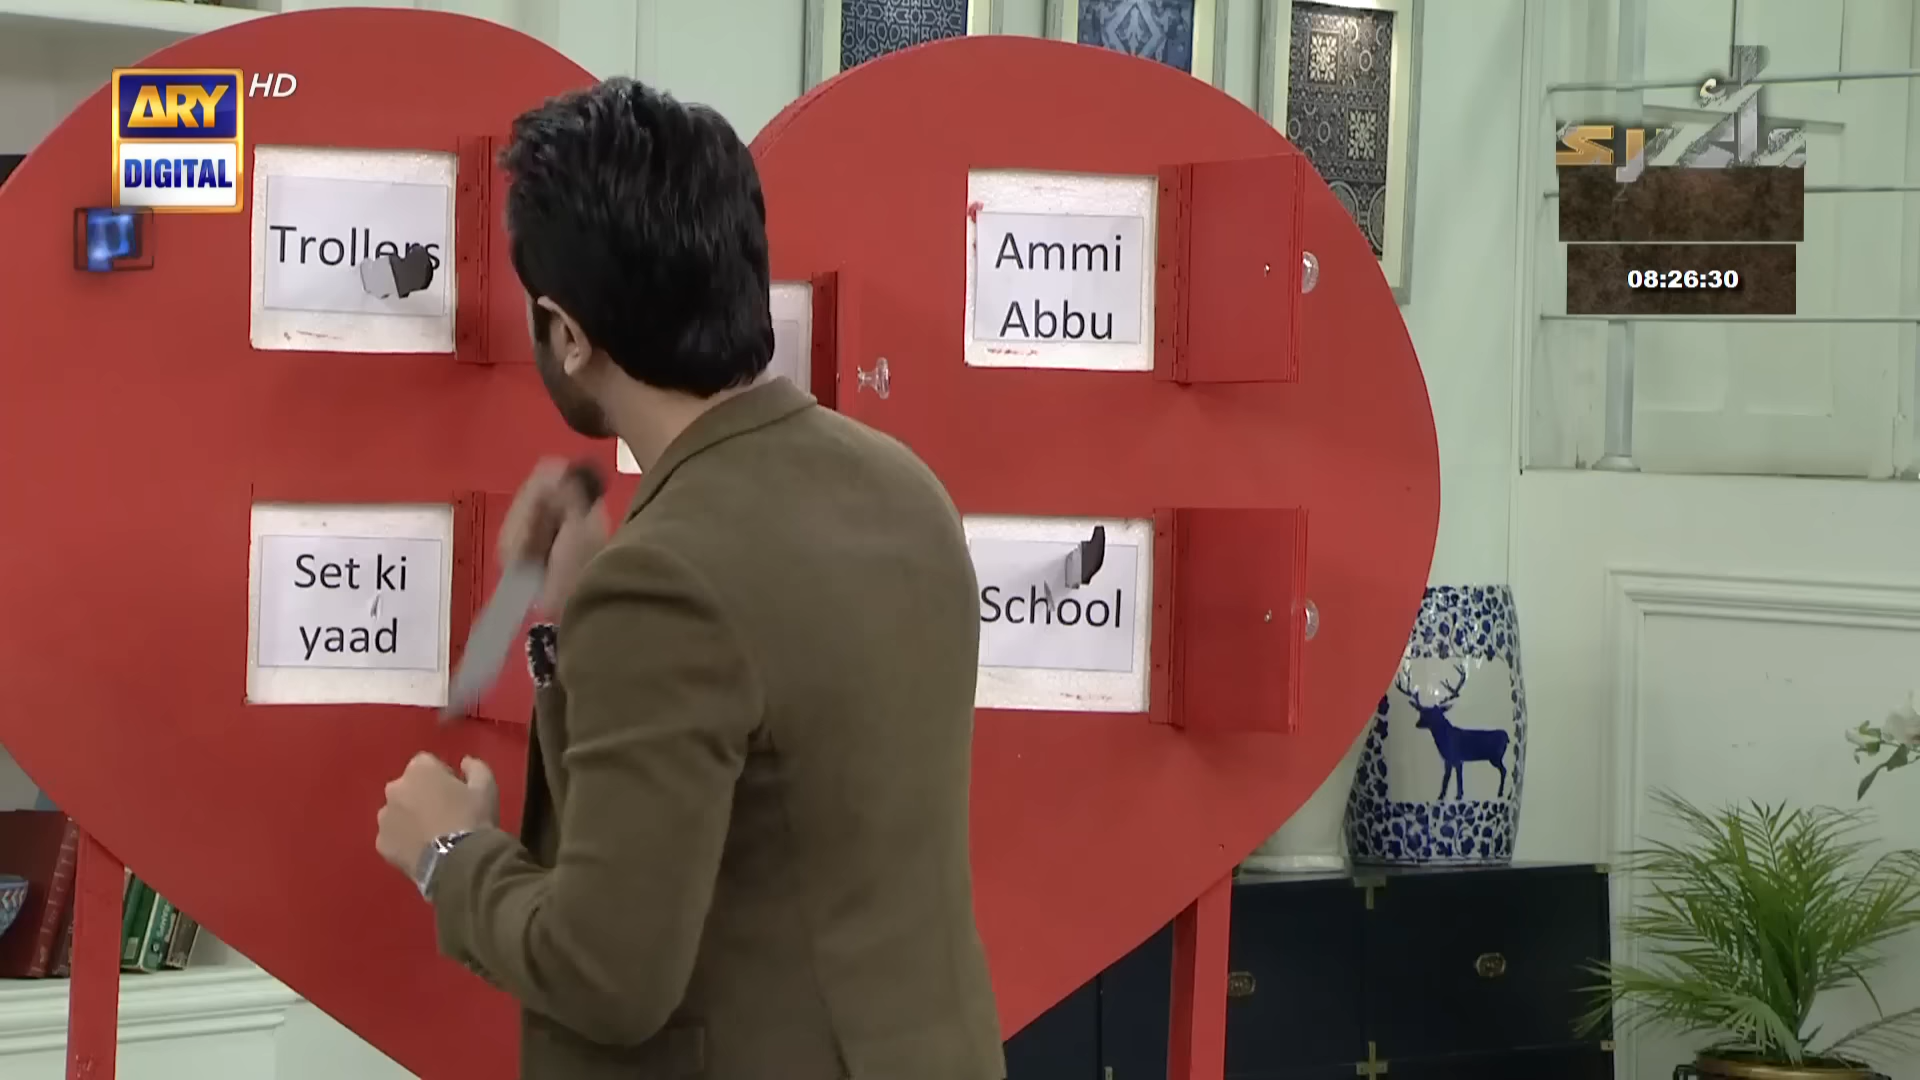 ARY
DIGITAL
HD
08:26:30
Trollers
Ammi
Abbu
Set ki
yaad
School